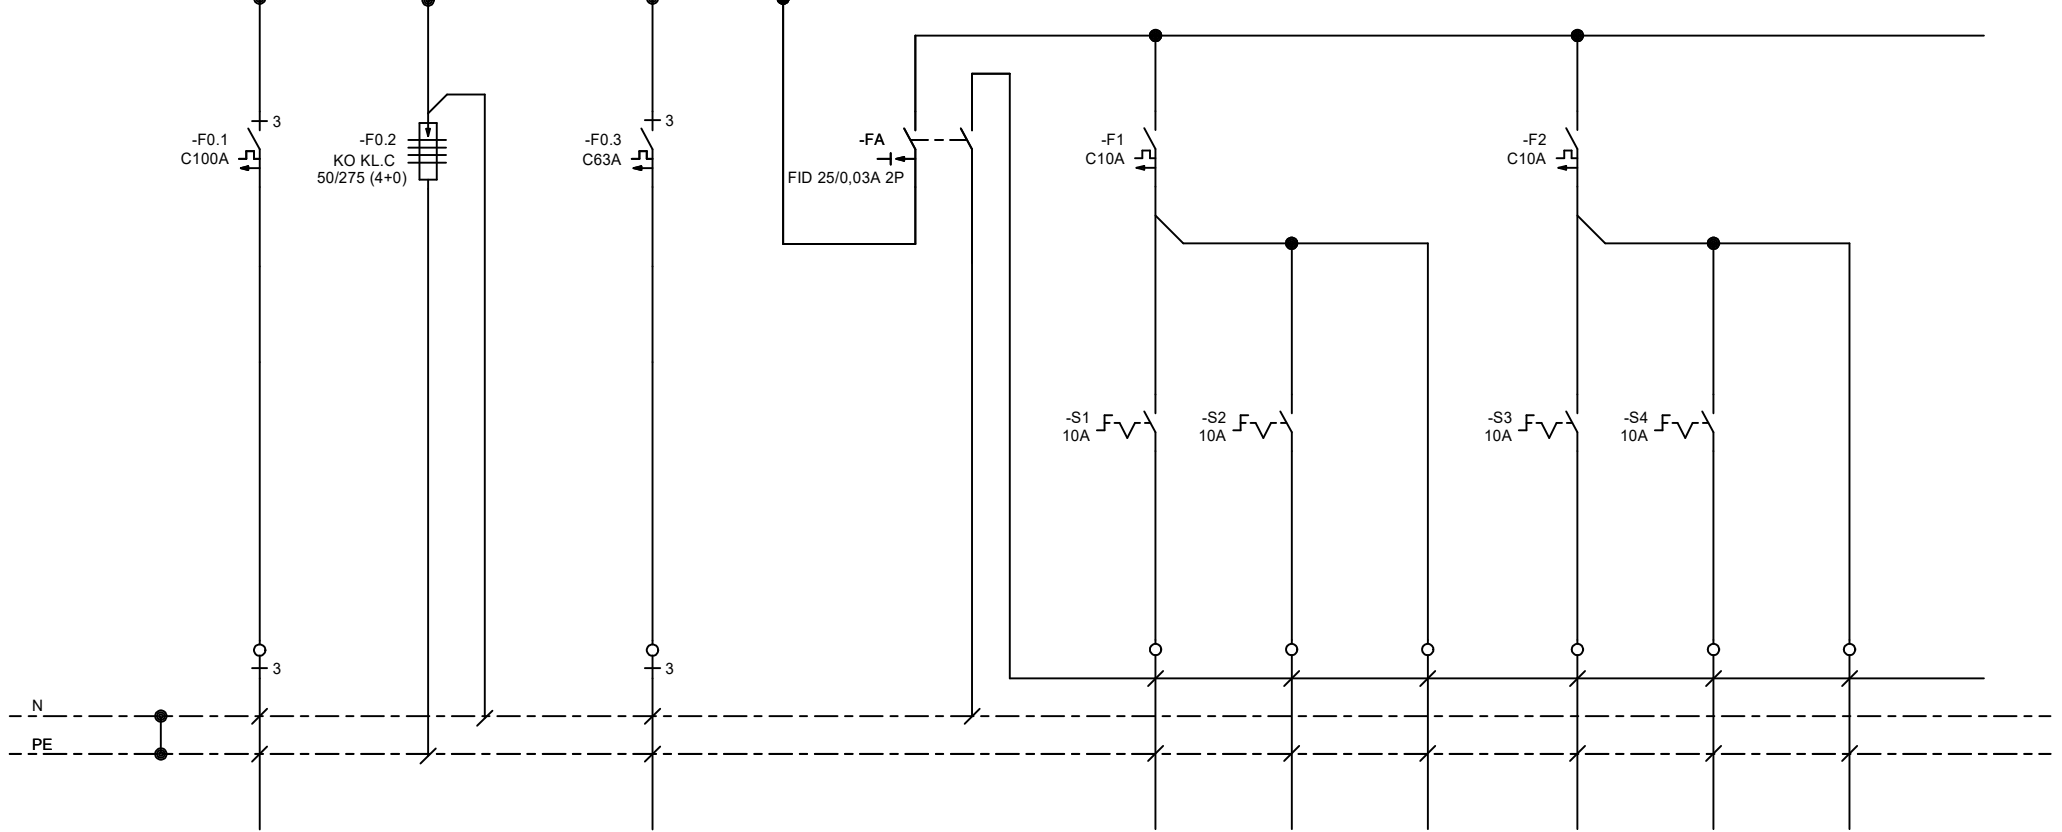 3
-F0.1
C100A
-F0.2
KO KL.C
50/275 (4+0)
3
-F0.3
C63A
-FA
FID 25/0,03A 2P
-F1
C10A
-F2
C10A
-S1
10A
-S2
10A
-S3
10A
-S4
10A
3
3
N
PE